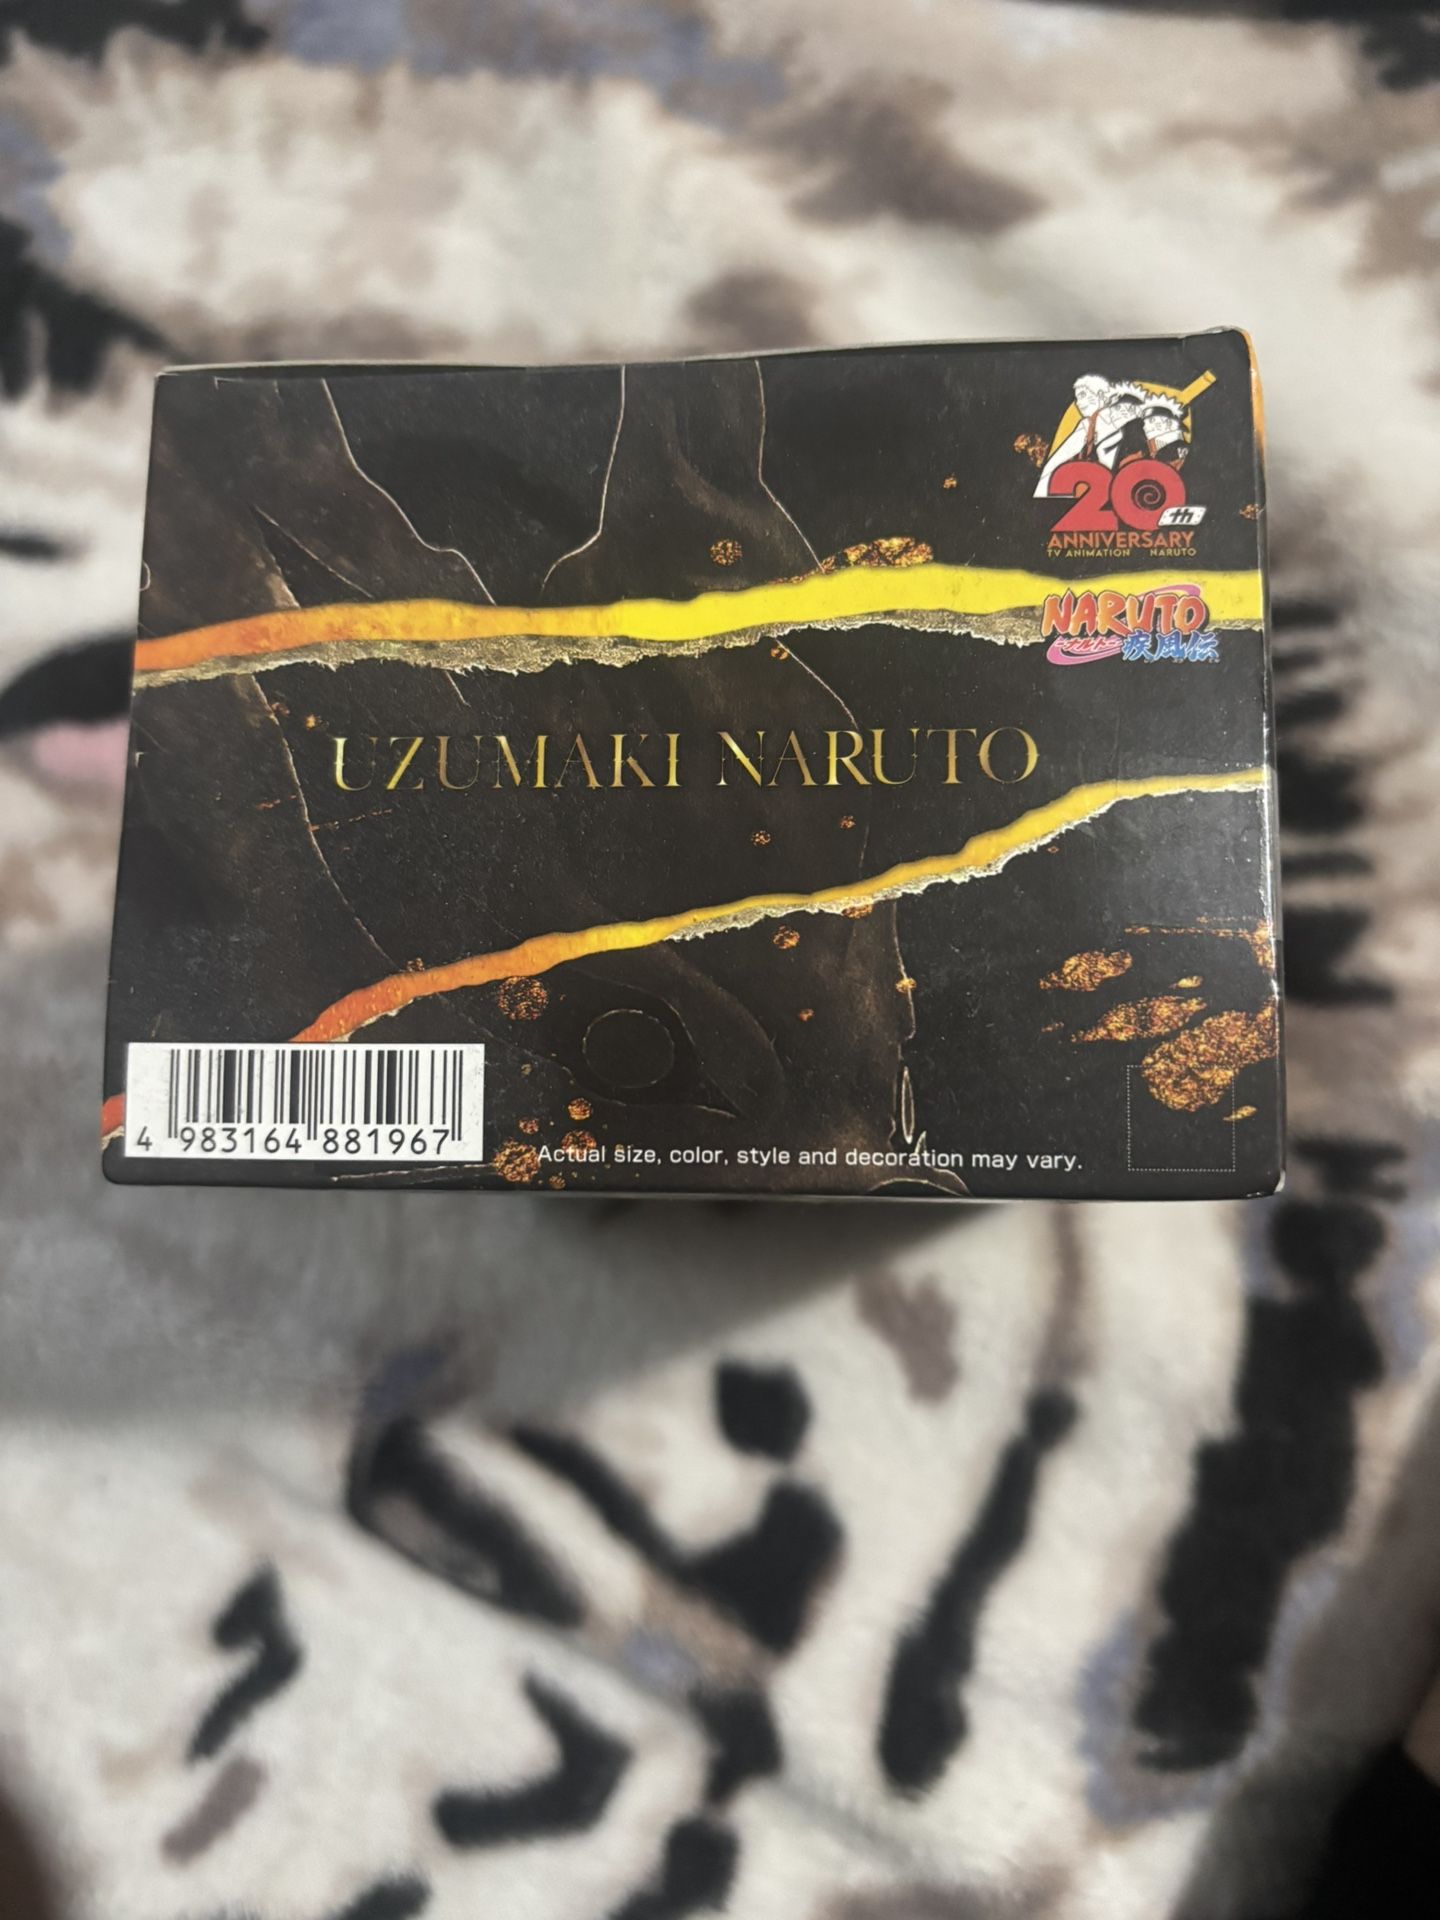 20th
ANNIVERSARY
TV ANIMATION NARUTO
NARUTO
ナルト 疾風伝
UZUMAKI NARUTO
4 983164 881967
Actual size, color, style and decoration may vary.